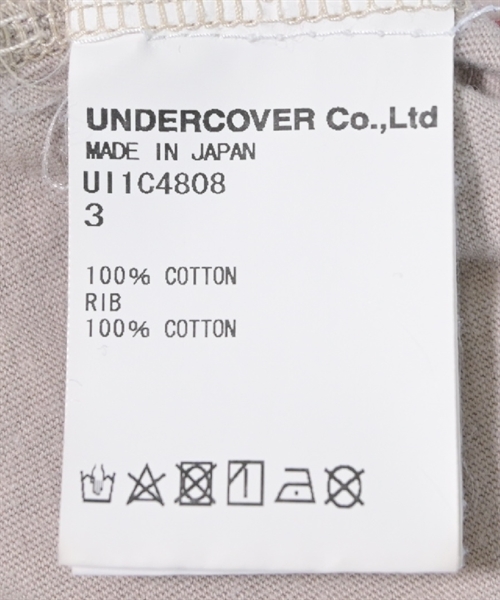 UNDERCOVER Co.,Ltd
MADE IN JAPAN
UI1C4808
3
100% COTTON
RIB
100% COTTON